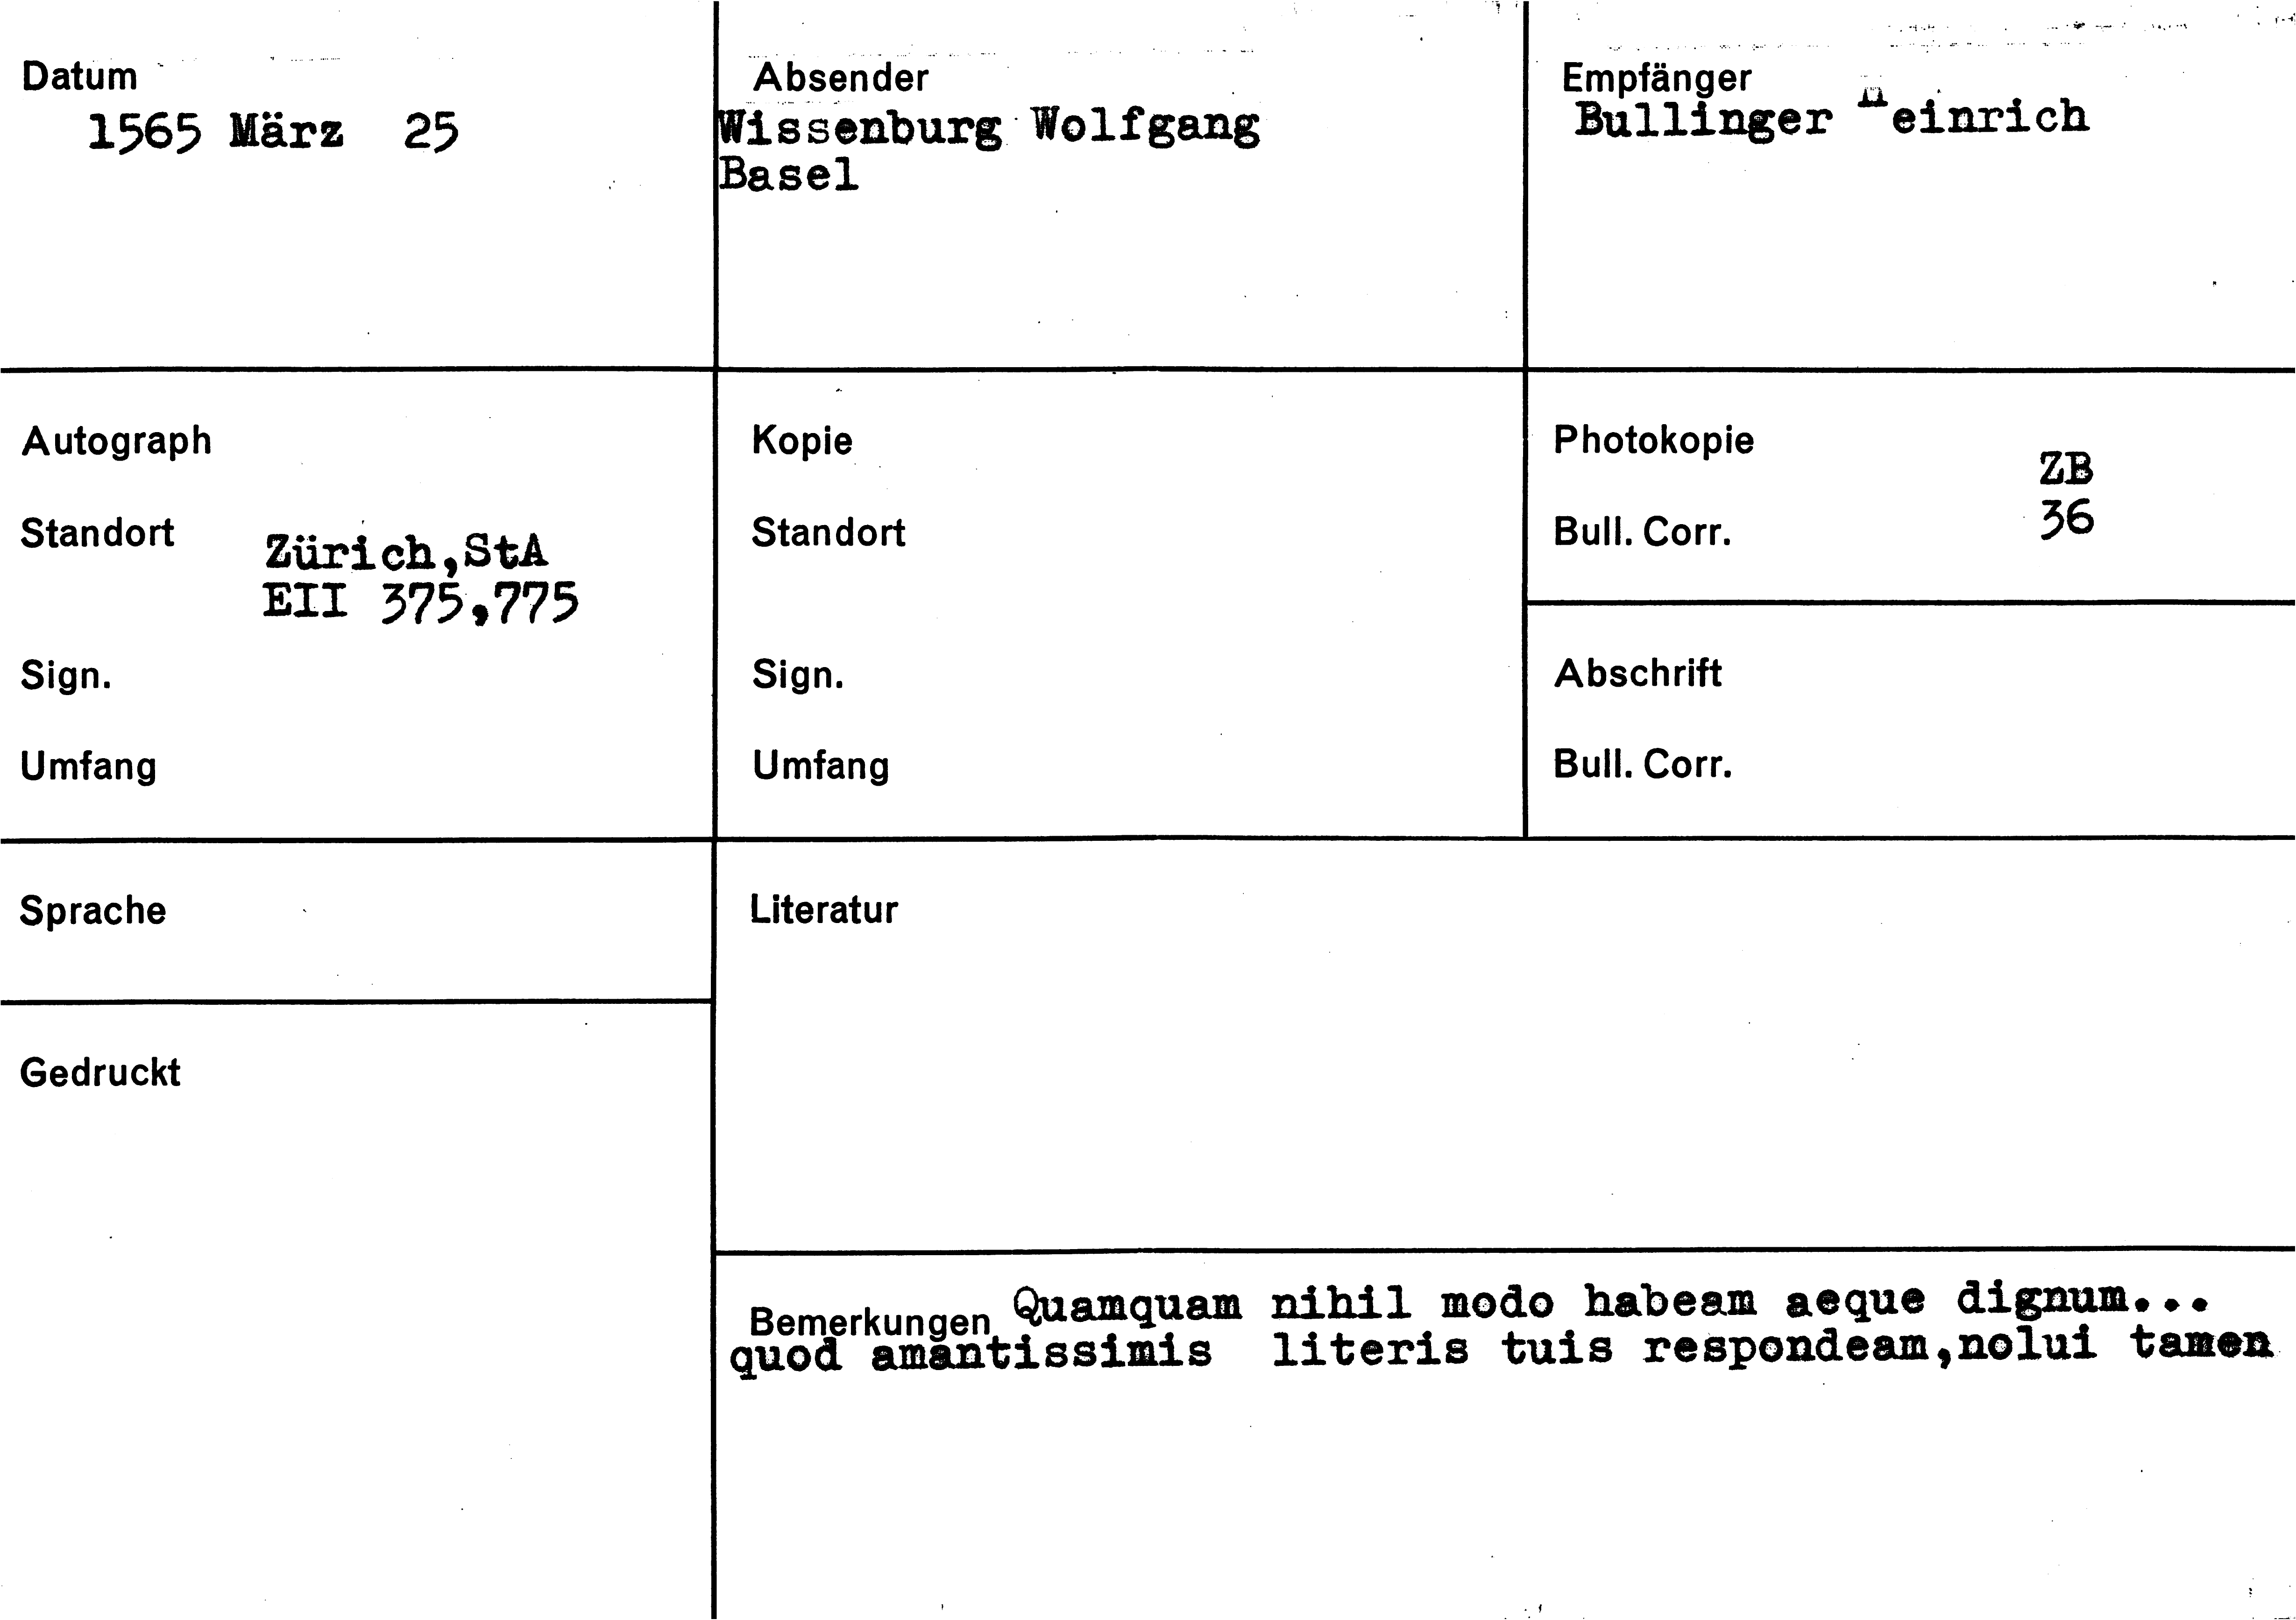 Datum
1565 März 25
Absender
Wissenburg Wolfgang
Basel
Empfänger
Bullinger Heinrich
Autograph
Standort
Zürich,StA
EII 375,775
Sign.
Umfang
Kopie
Standort
Sign.
Umfang
Photokopie
ZB
Bull. Corr.
36
Abschrift
Bull. Corr.
Sprache
Gedruckt
Literatur
Bemerkungen Quamquam nihil modo habeam aeque dignum...
quod amantissimis literis tuis respondeam,nolui tamen